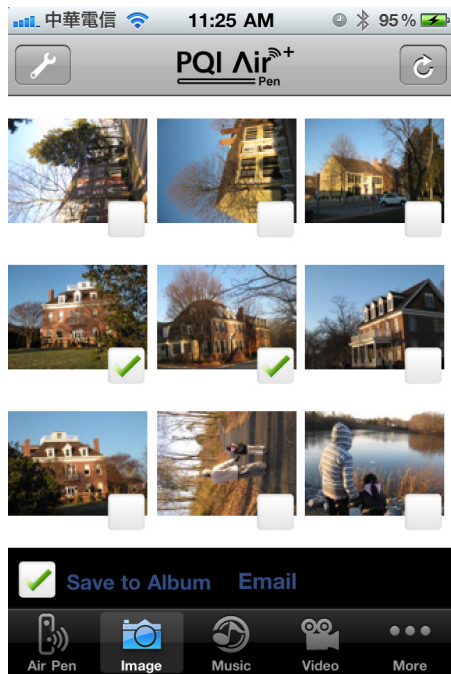 中華電信 11:25 AM 95%
PQI Air+
Pen
Save to Album Email
Air Pen Image Music Video More